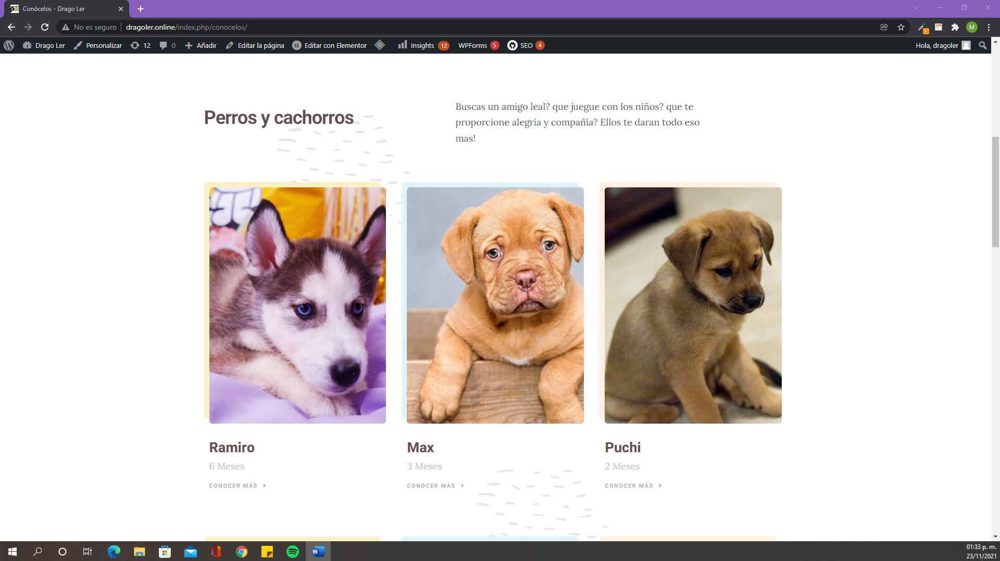 Conócelos - Drago Ler
No es seguro
dragoler.online/index.php/conocelos/
M
Drago Ler
Personalizar
12
0
Añadir
Editar la página
Editar con Elementor
Insights 12
WPForms 5
SEO 4
Hola, dragoler
Perros y cachorros
Buscas un amigo leal? que juegue con los niños? que te
proporcione alegria y compañia? Ellos te daran todo eso
mas!
Ramiro
6 Meses
CONOCER MÁS
Max
3 Meses
CONOCER MÁS
Puchi
2 Meses
CONOCER MÁS
01:33 p. m.
23/11/2021